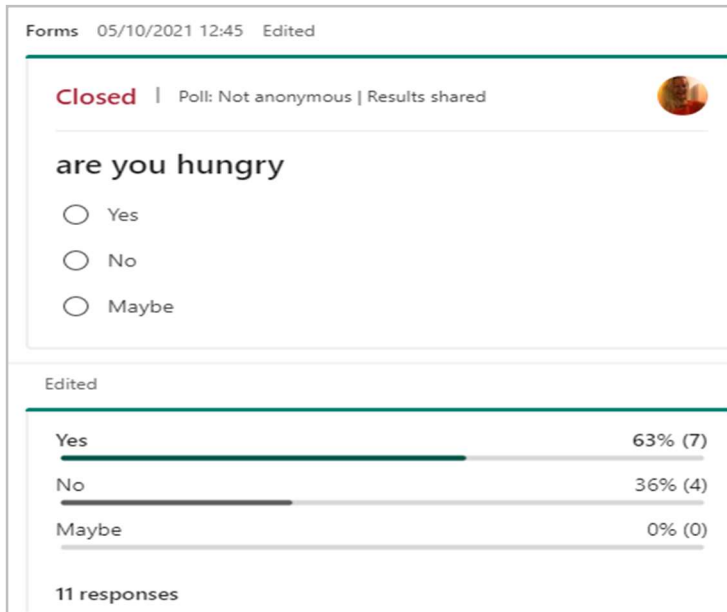 Forms 05/10/2021 12:45 Edited
Closed | Poll: Not anonymous | Results shared
are you hungry
Yes
No
Maybe
Edited
Yes 63% (7)
No 36% (4)
Maybe 0% (0)
11 responses